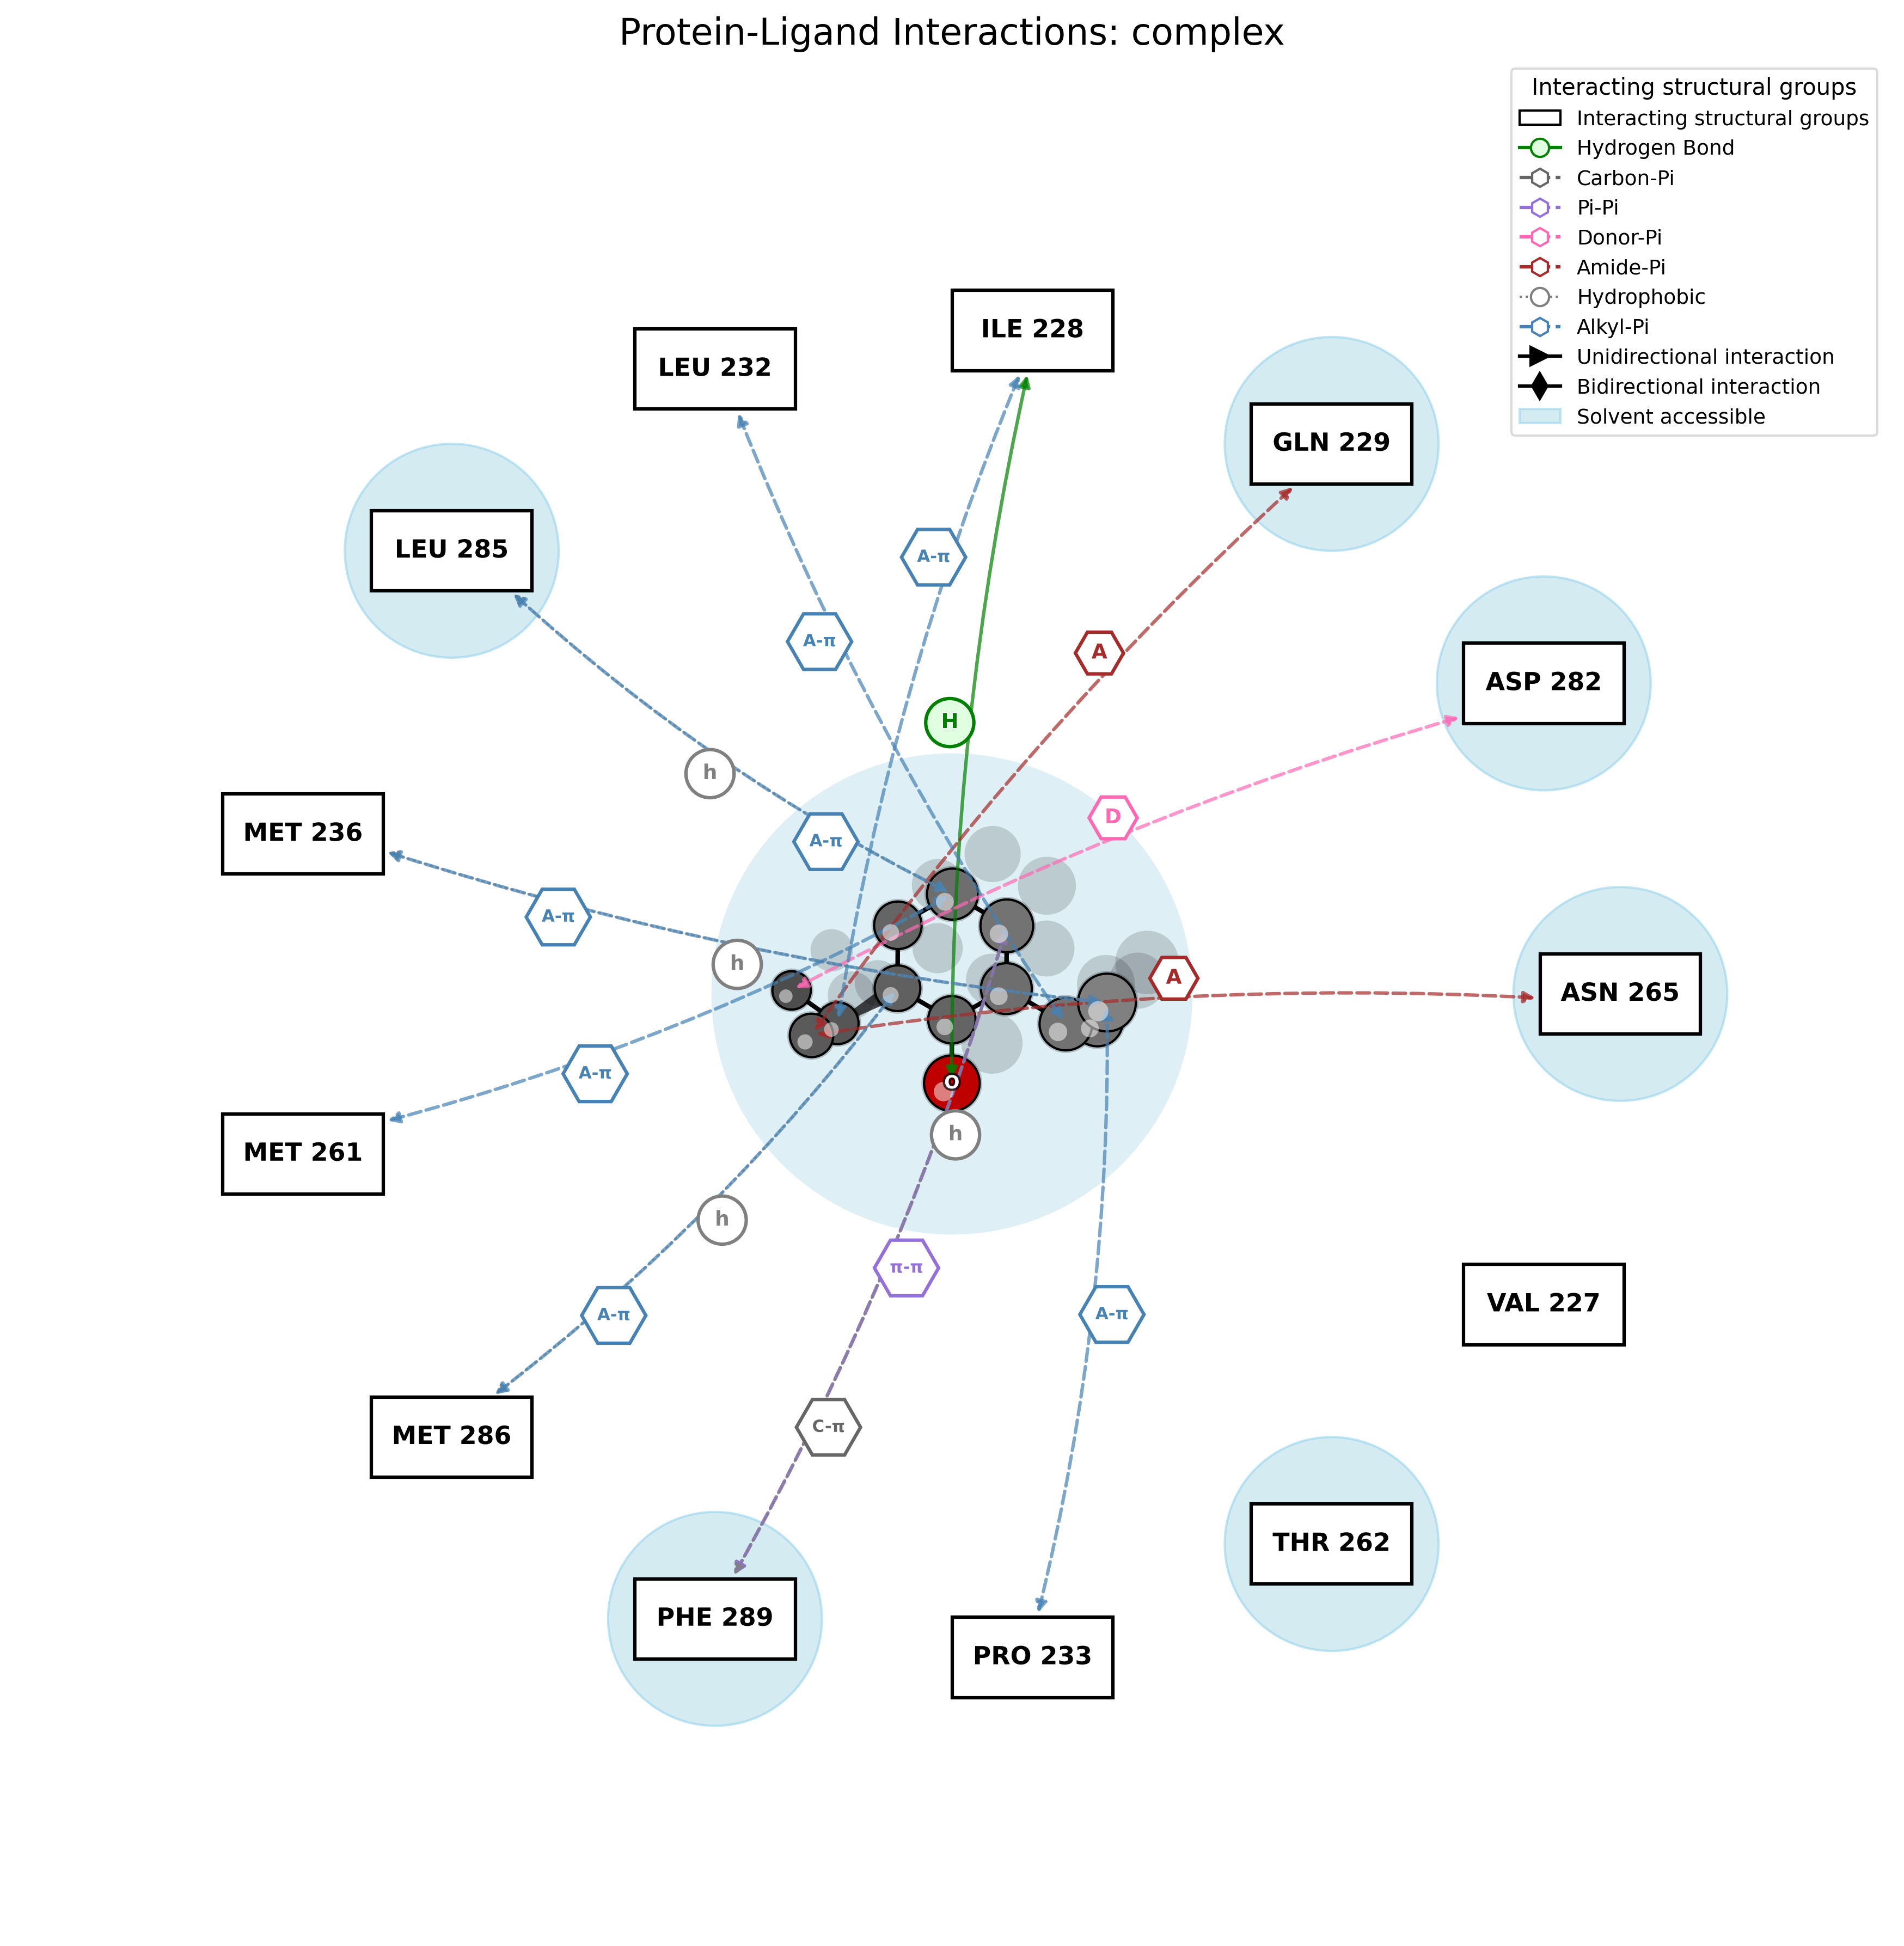 Protein-Ligand Interactions: complex
Interacting structural groups
Interacting structural groups
Hydrogen Bond
Carbon-Pi
Pi-Pi
Donor-Pi
Amide-Pi
Hydrophobic
Alkyl-Pi
Unidirectional interaction
Bidirectional interaction
Solvent accessible
ILE 228
LEU 232
GLN 229
LEU 285
A-π
A-π
A
ASP 282
H
h
D
MET 236
A-π
A-π
h
A
ASN 265
A-π
O
h
MET 261
h
π-π
VAL 227
A-π
A-π
C-π
MET 286
THR 262
PHE 289
PRO 233